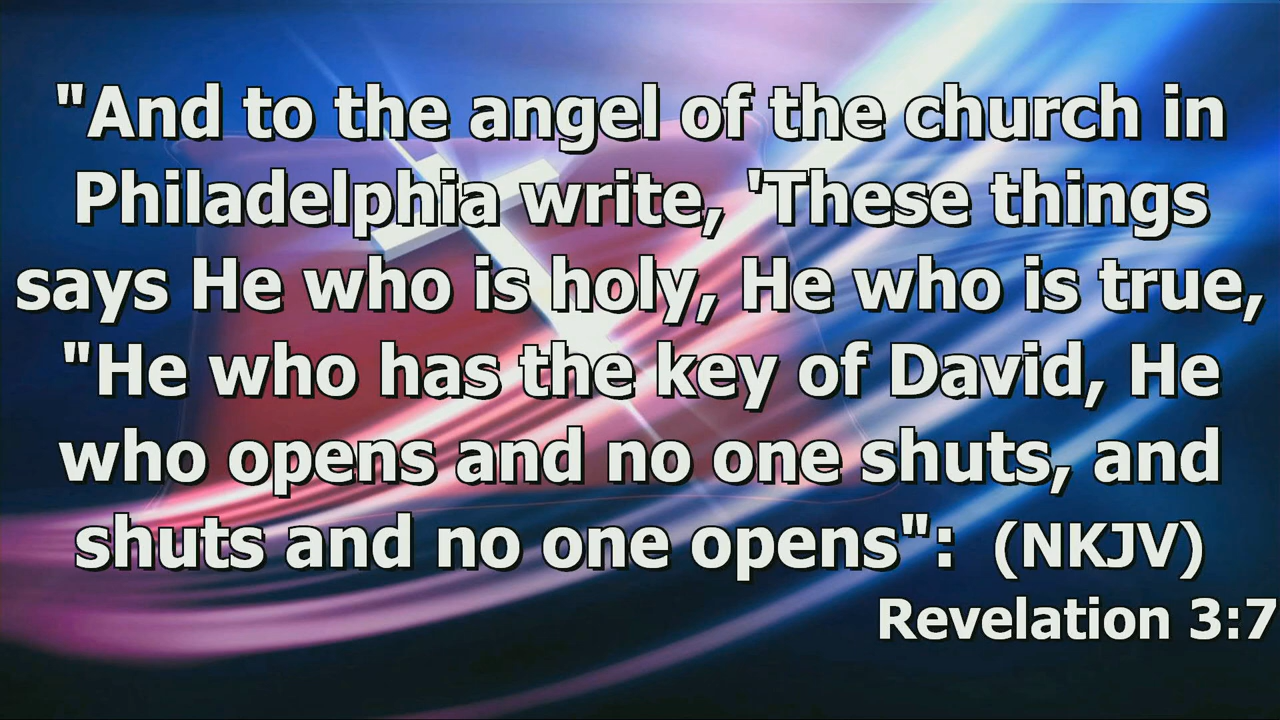 "And to the angel of the church in
Philadelphia write, 'These things
says He who is holy, He who is true,
"He who has the key of David, He
who opens and no one shuts, and
shuts and no one opens": (NKJV)
Revelation 3:7